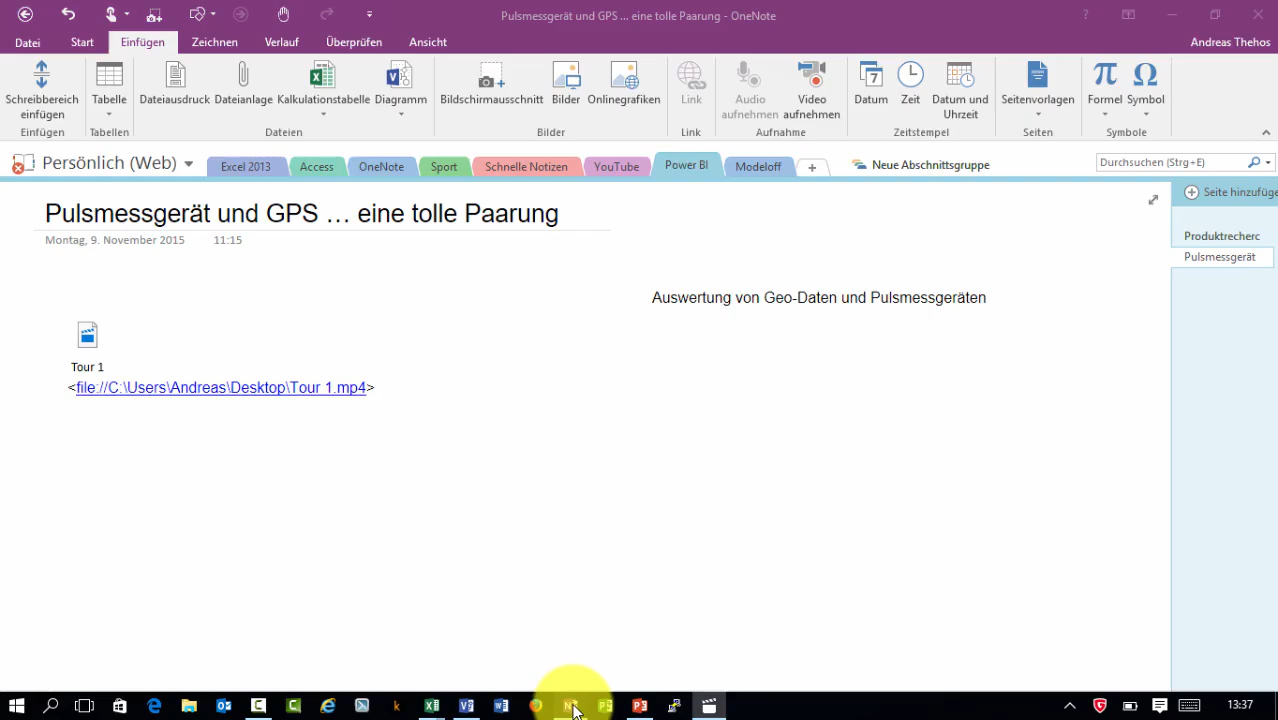 Pulsmessgerät und GPS ... eine tolle Paarung - OneNote
Datei Start Einfügen Zeichnen Verlauf Überprüfen Ansicht Andreas Thehos
Schreibbereich einfügen
Tabelle
Dateiausdruck
Dateianlage
Kalkulationstabelle
Diagramm
Bildschirmausschnitt
Bilder
Onlinegrafiken
Link
Audio aufnehmen
Video aufnehmen
Datum
Zeit
Datum und Uhrzeit
Seitenvorlagen
Formel
Symbol
Einfügen Tabellen Dateien Bilder Link Aufnahme Zeitstempel Seiten Symbole
Persönlich (Web) Excel 2013 Access OneNote Sport Schnelle Notizen YouTube Power BI Modeloff Neue Abschnittsgruppe Durchsuchen (Strg+E)
Seite hinzufüge
Pulsmessgerät und GPS ... eine tolle Paarung
Montag, 9. November 2015 11:15
Produktrecherc
Pulsmessgerät
Auswertung von Geo-Daten und Pulsmessgeräten
Tour 1
<file://C:\Users\Andreas\Desktop\Tour 1.mp4>
13:37